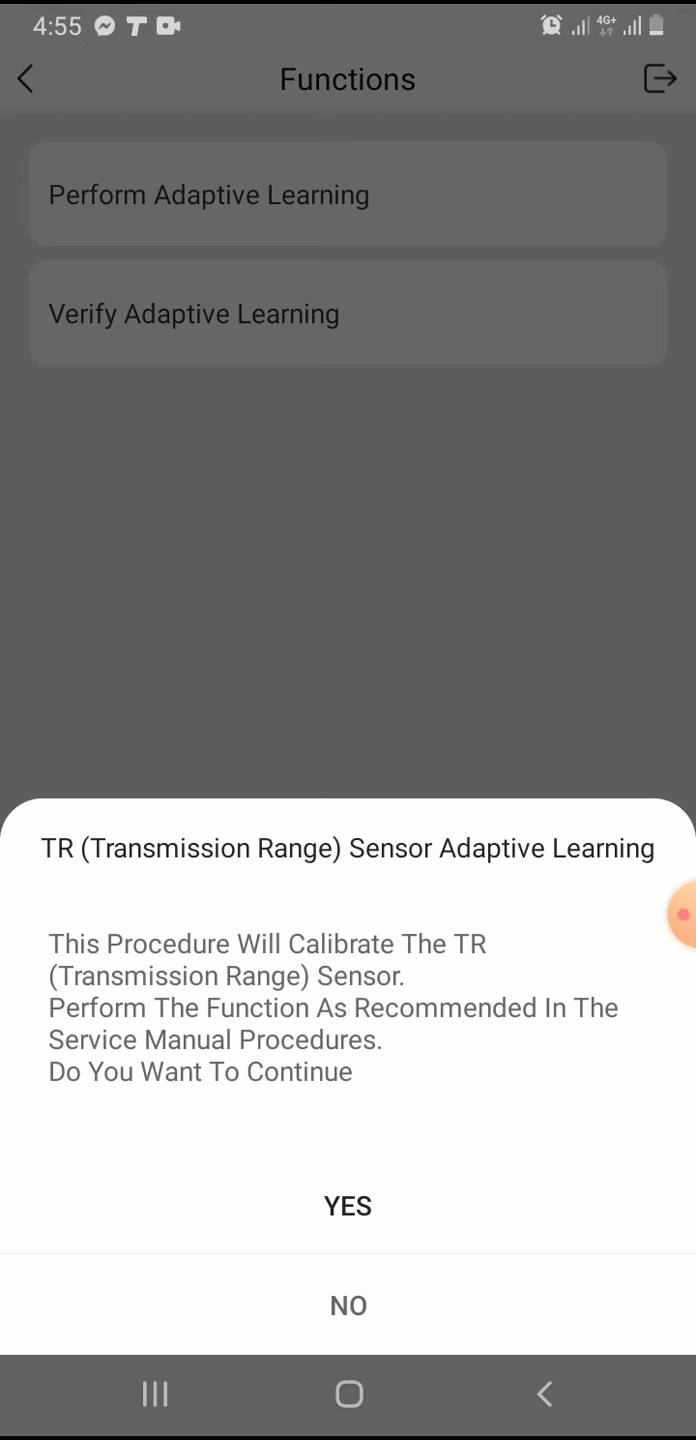 4:55
4G+
Functions
Perform Adaptive Learning
Verify Adaptive Learning
TR (Transmission Range) Sensor Adaptive Learning
This Procedure Will Calibrate The TR
(Transmission Range) Sensor.
Perform The Function As Recommended In The
Service Manual Procedures.
Do You Want To Continue
YES
NO